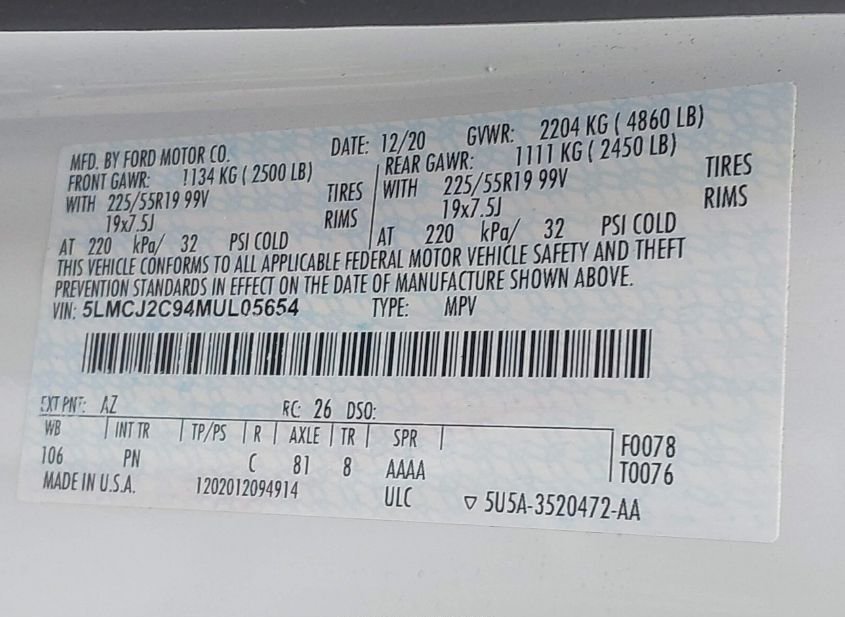 MFD. BY FORD MOTOR CO. DATE: 12/20 GVWR: 2204 KG ( 4860 LB)
FRONT GAWR: 1134 KG ( 2500 LB) REAR GAWR: 1111 KG ( 2450 LB)
WITH 225/55R19 99V TIRES WITH 225/55R19 99V TIRES
19x7.5J RIMS 19x7.5J RIMS
AT 220 kPa/ 32 PSI COLD AT 220 kPa/ 32 PSI COLD
THIS VEHICLE CONFORMS TO ALL APPLICABLE FEDERAL MOTOR VEHICLE SAFETY AND THEFT
PREVENTION STANDARDS IN EFFECT ON THE DATE OF MANUFACTURE SHOWN ABOVE.
VIN: 5LMCJ2C94MUL05654 TYPE: MPV
EXT PNT: AZ RC: 26 DSO:
WB INT TR TP/PS R AXLE TR SPR F0078
106 PN C 81 8 AAAA T0076
MADE IN U.S.A. 1202012094914 ULC ▽ 5U5A-3520472-AA